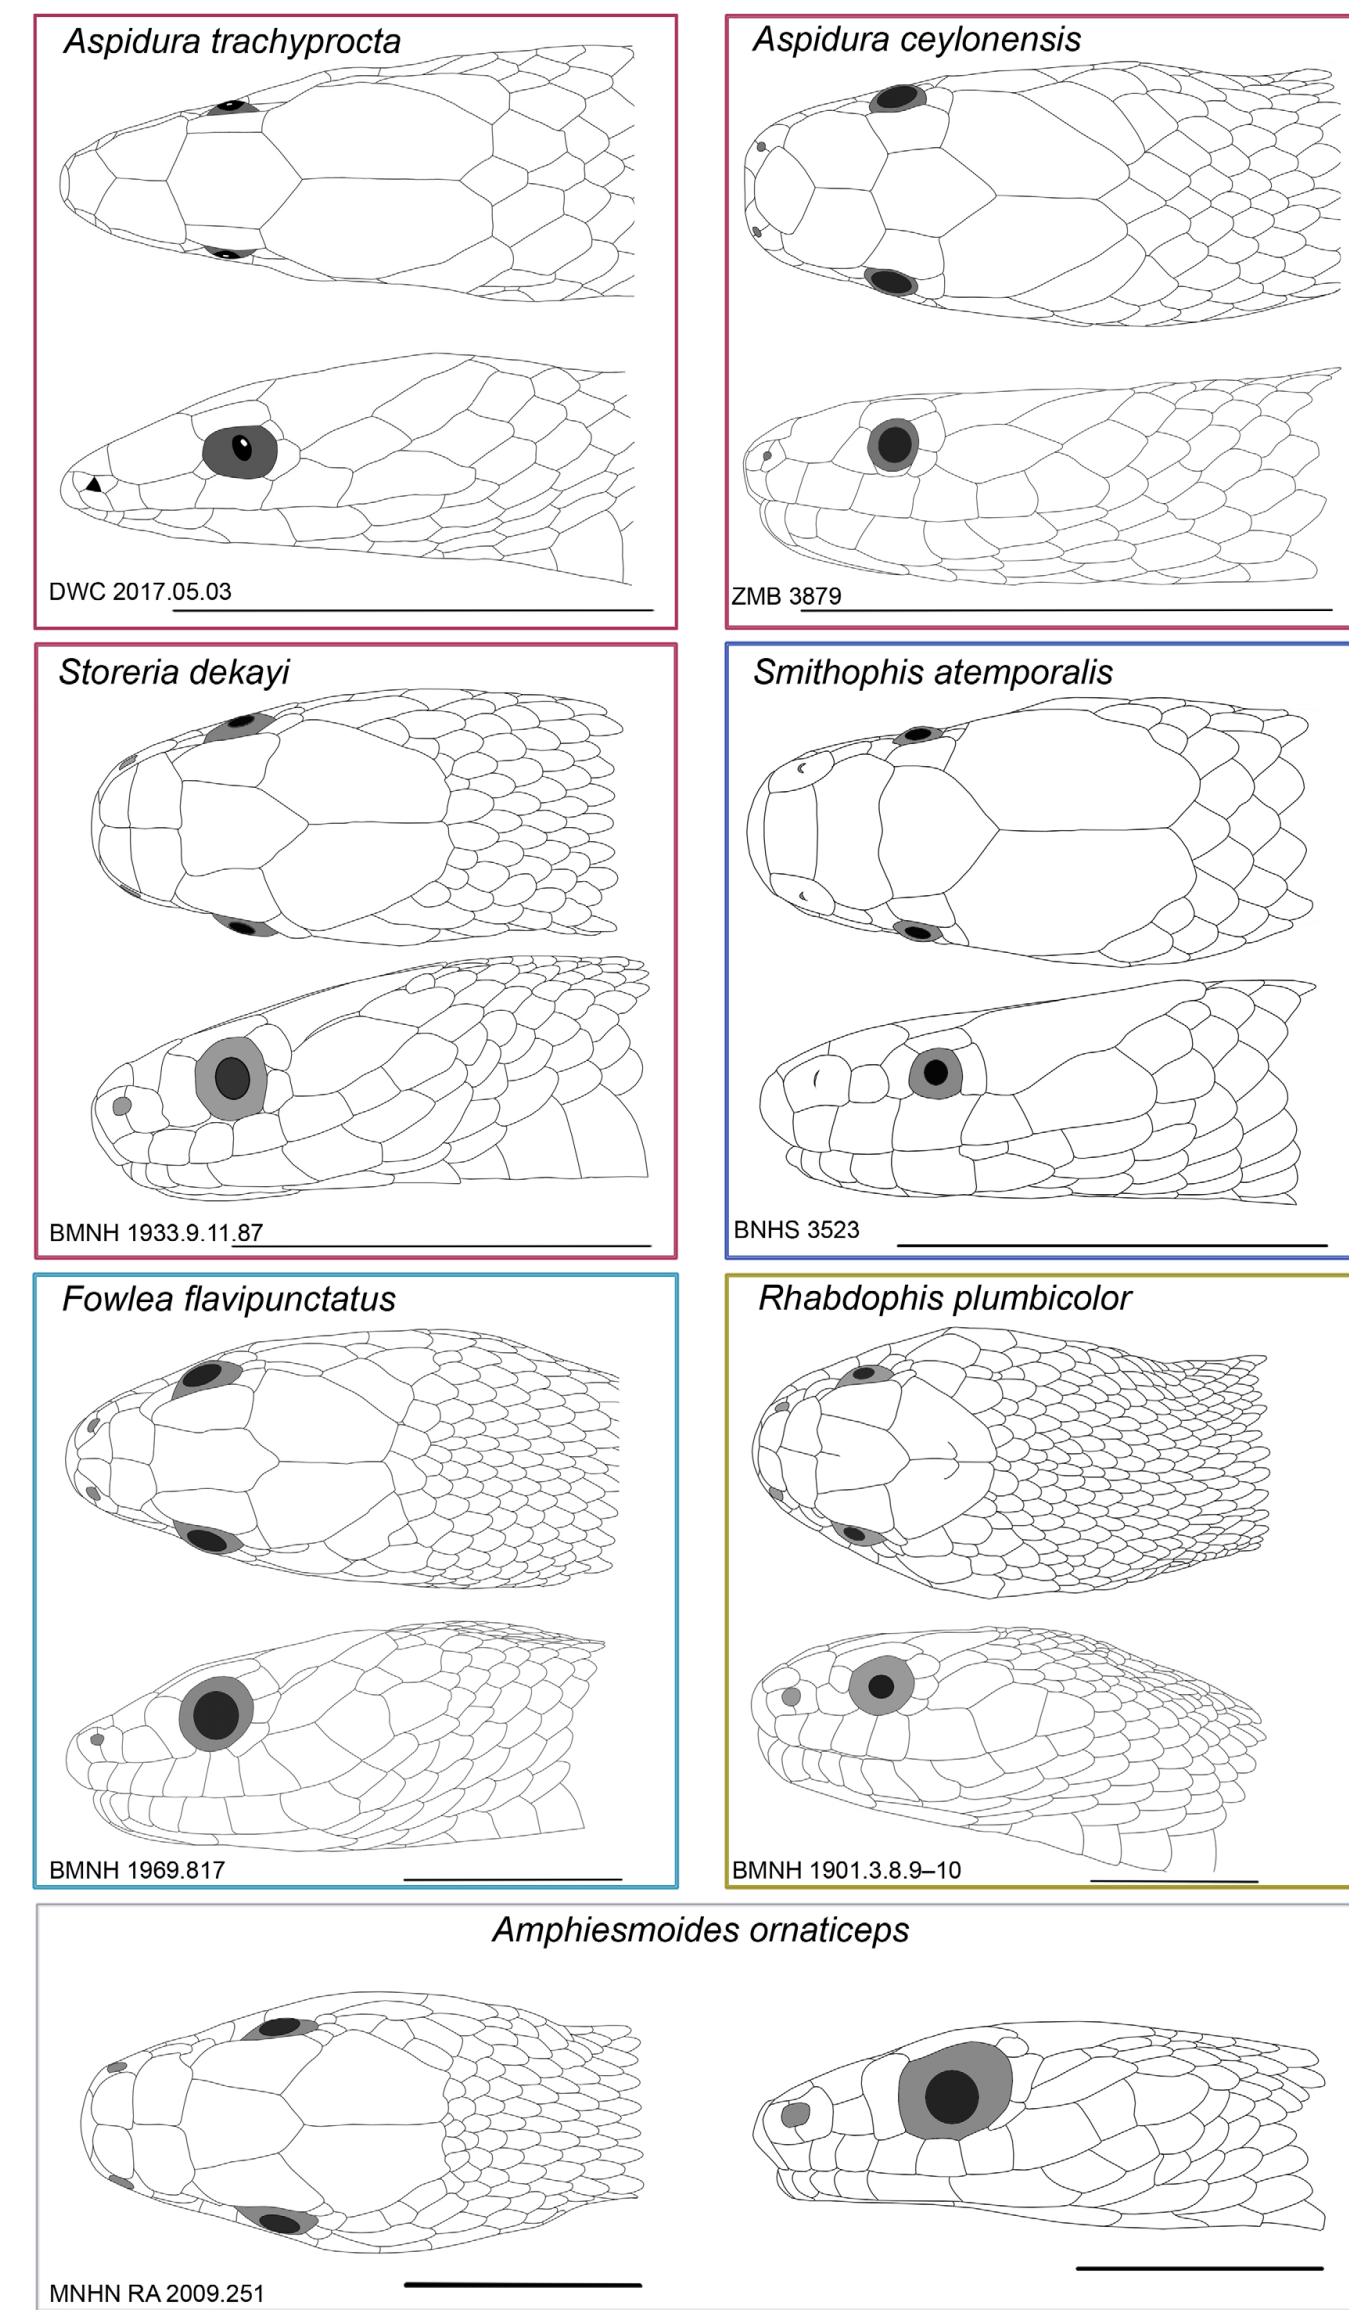 Aspidura trachyprocta
Aspidura ceylonensis
DWC 2017.05.03
ZMB 3879
Storeria dekayi
Smithophis atemporalis
BMNH 1933.9.11.87
BNHS 3523
Fowlea flavipunctatus
Rhabdophis plumbicolor
BMNH 1969.817
BMNH 1901.3.8.9–10
Amphiesmoides ornaticeps
MNHN RA 2009.251